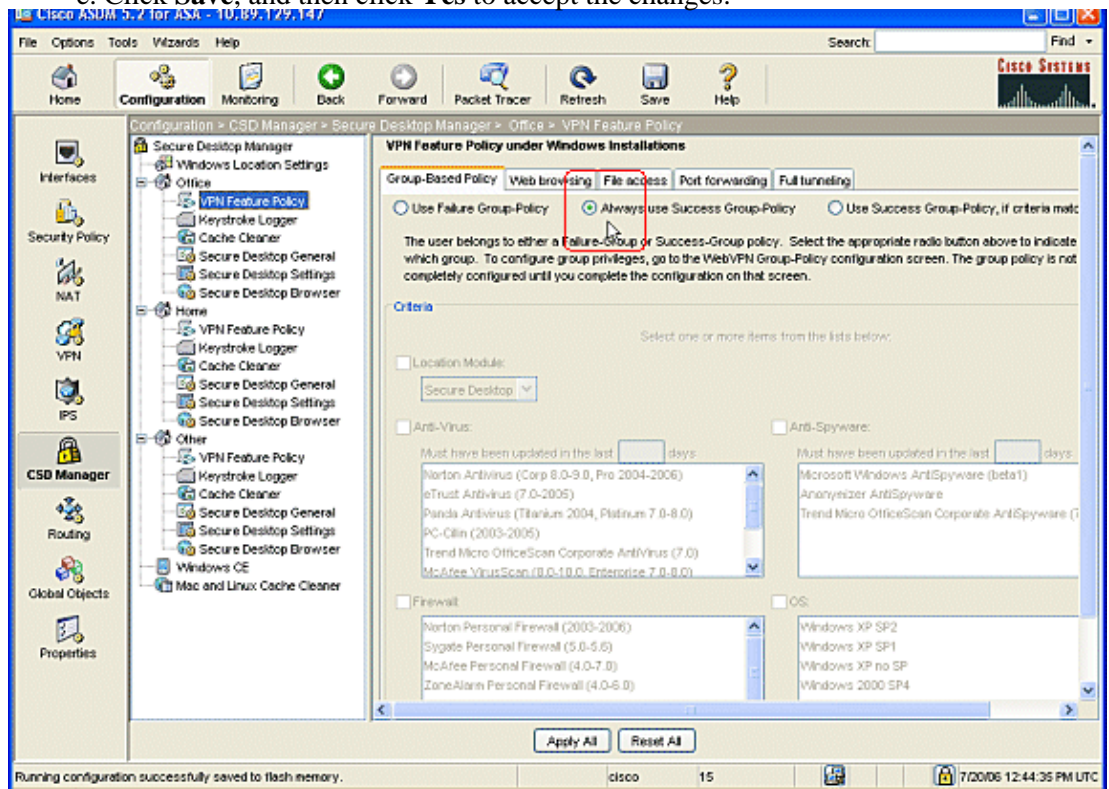 c. Click Save, and then click Yes to accept the changes.
Cisco ASDM 5.2 for ASA - 10.89.129.147
File Options Tools Wizards Help Search: Find
Home Configuration Monitoring Back Forward Packet Tracer Refresh Save Help
CISCO SYSTEMS
Configuration > CSD Manager > Secure Desktop Manager > Office > VPN Feature Policy
Interfaces
Security Policy
NAT
VPN
IPS
CSD Manager
Routing
Global Objects
Properties
Secure Desktop Manager
Windows Location Settings
Office
VPN Feature Policy
Keystroke Logger
Cache Cleaner
Secure Desktop General
Secure Desktop Settings
Secure Desktop Browser
Home
VPN Feature Policy
Keystroke Logger
Cache Cleaner
Secure Desktop General
Secure Desktop Settings
Secure Desktop Browser
Other
VPN Feature Policy
Keystroke Logger
Cache Cleaner
Secure Desktop General
Secure Desktop Settings
Secure Desktop Browser
Windows CE
Mac and Linux Cache Cleaner
VPN Feature Policy under Windows Installations
Group-Based Policy Web browsing File access Port forwarding Full tunneling
Use Failure Group-Policy Always use Success Group-Policy Use Success Group-Policy, if criteria matc
The user belongs to either a Failure-Group or Success-Group policy. Select the appropriate radio button above to indicate
which group. To configure group privileges, go to the WebVPN Group-Policy configuration screen. The group policy is not
completely configured until you complete the configuration on that screen.
Criteria
Select one or more items from the lists below:
Location Module:
Secure Desktop
Anti-Virus:
Must have been updated in the last days
Norton Antivirus (Corp 8.0-9.0, Pro 2004-2006)
eTrust Antivirus (7.0-2005)
Panda Antivirus (Titanium 2004, Platinum 7.0-8.0)
PC-Cillin (2003-2005)
Trend Micro OfficeScan Corporate AntiVirus (7.0)
McAfee VirusScan (8.0-10.0, Enterprise 7.0-8.0)
Anti-Spyware:
Must have been updated in the last days
Microsoft Windows AntiSpyware (beta1)
Anonymizer AntiSpyware
Trend Micro OfficeScan Corporate AntiSpyware (7
Firewall:
Norton Personal Firewall (2003-2006)
Sygate Personal Firewall (5.0-5.6)
McAfee Personal Firewall (4.0-7.0)
ZoneAlarm Personal Firewall (4.0-6.0)
OS:
Windows XP SP2
Windows XP SP1
Windows XP no SP
Windows 2000 SP4
Apply All Reset All
Running configuration successfully saved to flash memory. cisco 15 7/20/06 12:44:35 PM UTC